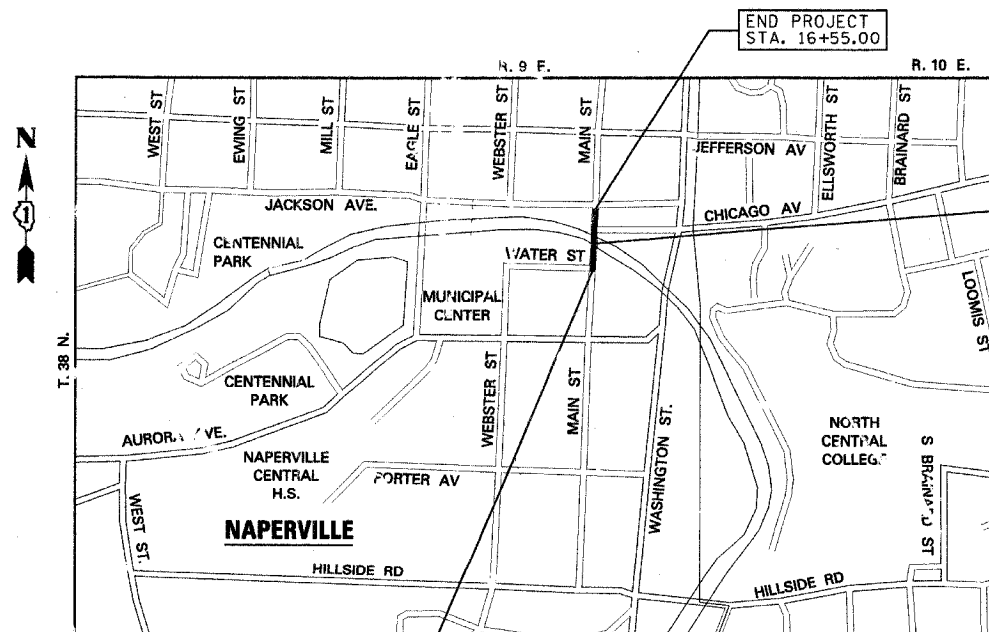 END PROJECT
STA. 16+55.00
R. 9 E.
R. 10 E.
N
1
WEST ST
EWING ST
MILL ST
EAGLE ST
WEBSTER ST
MAIN ST
JEFFERSON AV
ELLSWORTH ST
BRAINARD ST
JACKSON AVE.
CHICAGO AV
CENTENNIAL
PARK
WATER ST
MUNICIPAL
CENTER
LOOMIS ST
T. 38 N.
CENTENNIAL
PARK
WEBSTER ST
MAIN ST
WASHINGTON ST.
AURORA AVE.
NORTH
CENTRAL
COLLEGE
S BRAINARD ST
NAPERVILLE
CENTRAL
H.S.
PORTER AV
WEST ST.
NAPERVILLE
HILLSIDE RD
HILLSIDE RD